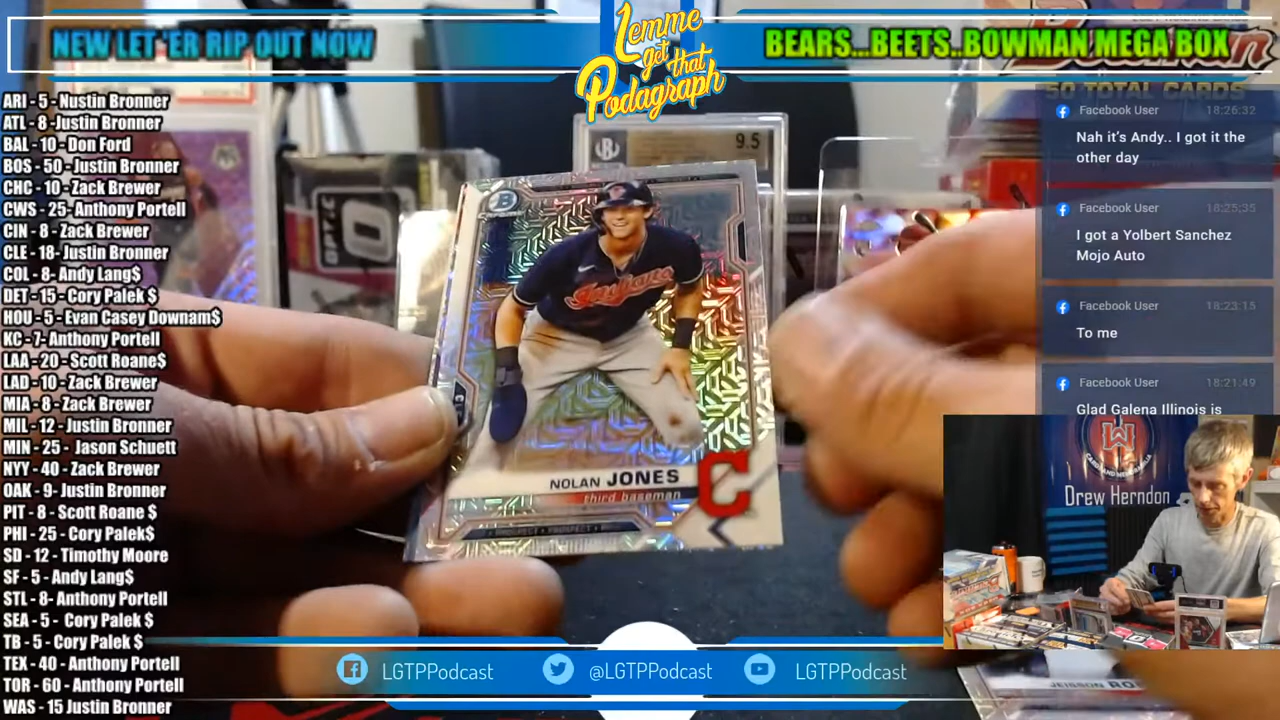 NEW LET 'ER RIP OUT NOW
Lemme
get
that
Podagraph
BEARS...BEETS..BOWMAN MEGA BOX
50 TOTAL CARDS
ARI - 5 - Nustin Bronner
ATL - 8 -Justin Bronner
BAL - 10 - Don Ford
BOS - 50 - Justin Bronner
CHC - 10 - Zack Brewer
CWS - 25- Anthony Portell
CIN - 8 - Zack Brewer
CLE - 18- Justin Bronner
COL - 8- Andy Lang$
DET - 15 - Cory Palek $
HOU - 5 - Evan Casey Downam$
KC - 7- Anthony Portell
LAA - 20 - Scott Roane$
LAD - 10 - Zack Brewer
MIA - 8 - Zack Brewer
MIL - 12 - Justin Bronner
MIN - 25 - Jason Schuett
NYY - 40 - Zack Brewer
OAK - 9- Justin Bronner
PIT - 8 - Scott Roane $
PHI - 25 - Cory Palek$
SD - 12 - Timothy Moore
SF - 5 - Andy Lang$
STL - 8- Anthony Portell
SEA - 5 -  Cory Palek $
TB - 5 - Cory Palek $
TEX - 40 - Anthony Portell
TOR - 60 - Anthony Portell
WAS - 15 Justin Bronner
9.5
B
OPTIC
Indians
C
NOLAN JONES
third baseman
Facebook User 18:26:32
Nah it's Andy.. I got it the
other day
Facebook User 18:25:35
I got a Yolbert Sanchez
Mojo Auto
Facebook User 18:23:15
To me
Facebook User 18:21:49
Glad Galena Illinois is
Drew Herndon
LGTPPodcast
@LGTPPodcast
LGTPPodcast
JEISSON